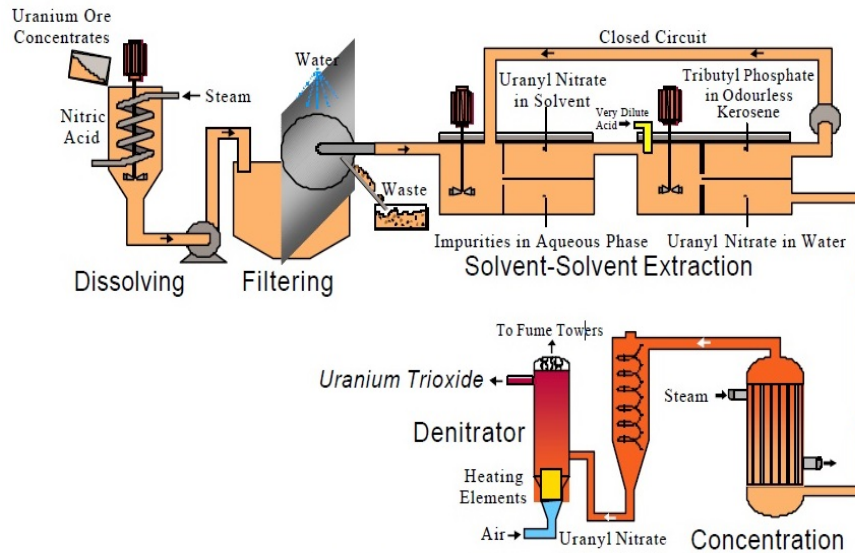 Uranium Ore
Concentrates
Nitric
Acid
Steam
Dissolving
Water
Waste
Filtering
Closed Circuit
Uranyl Nitrate
in Solvent
Very Dilute
Acid
Tributyl Phosphate
in Odourless
Kerosene
Impurities in Aqueous Phase
Uranyl Nitrate in Water
Solvent-Solvent Extraction
To Fume Towers
Uranium Trioxide
Denitrator
Heating
Elements
Air
Uranyl Nitrate
Steam
Concentration